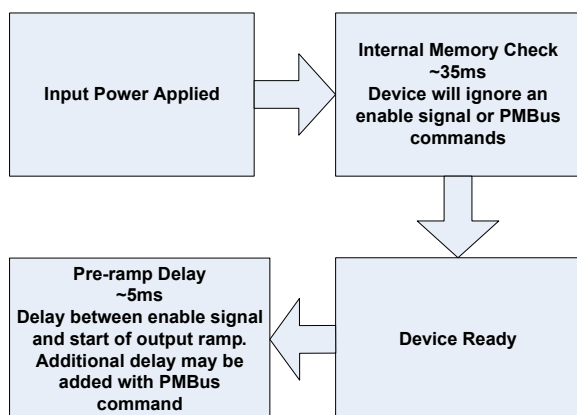 Input Power Applied
Internal Memory Check
~35ms
Device will ignore an
enable signal or PMBus
commands
Pre-ramp Delay
~5ms
Delay between enable signal
and start of output ramp.
Additional delay may be
added with PMBus
command
Device Ready